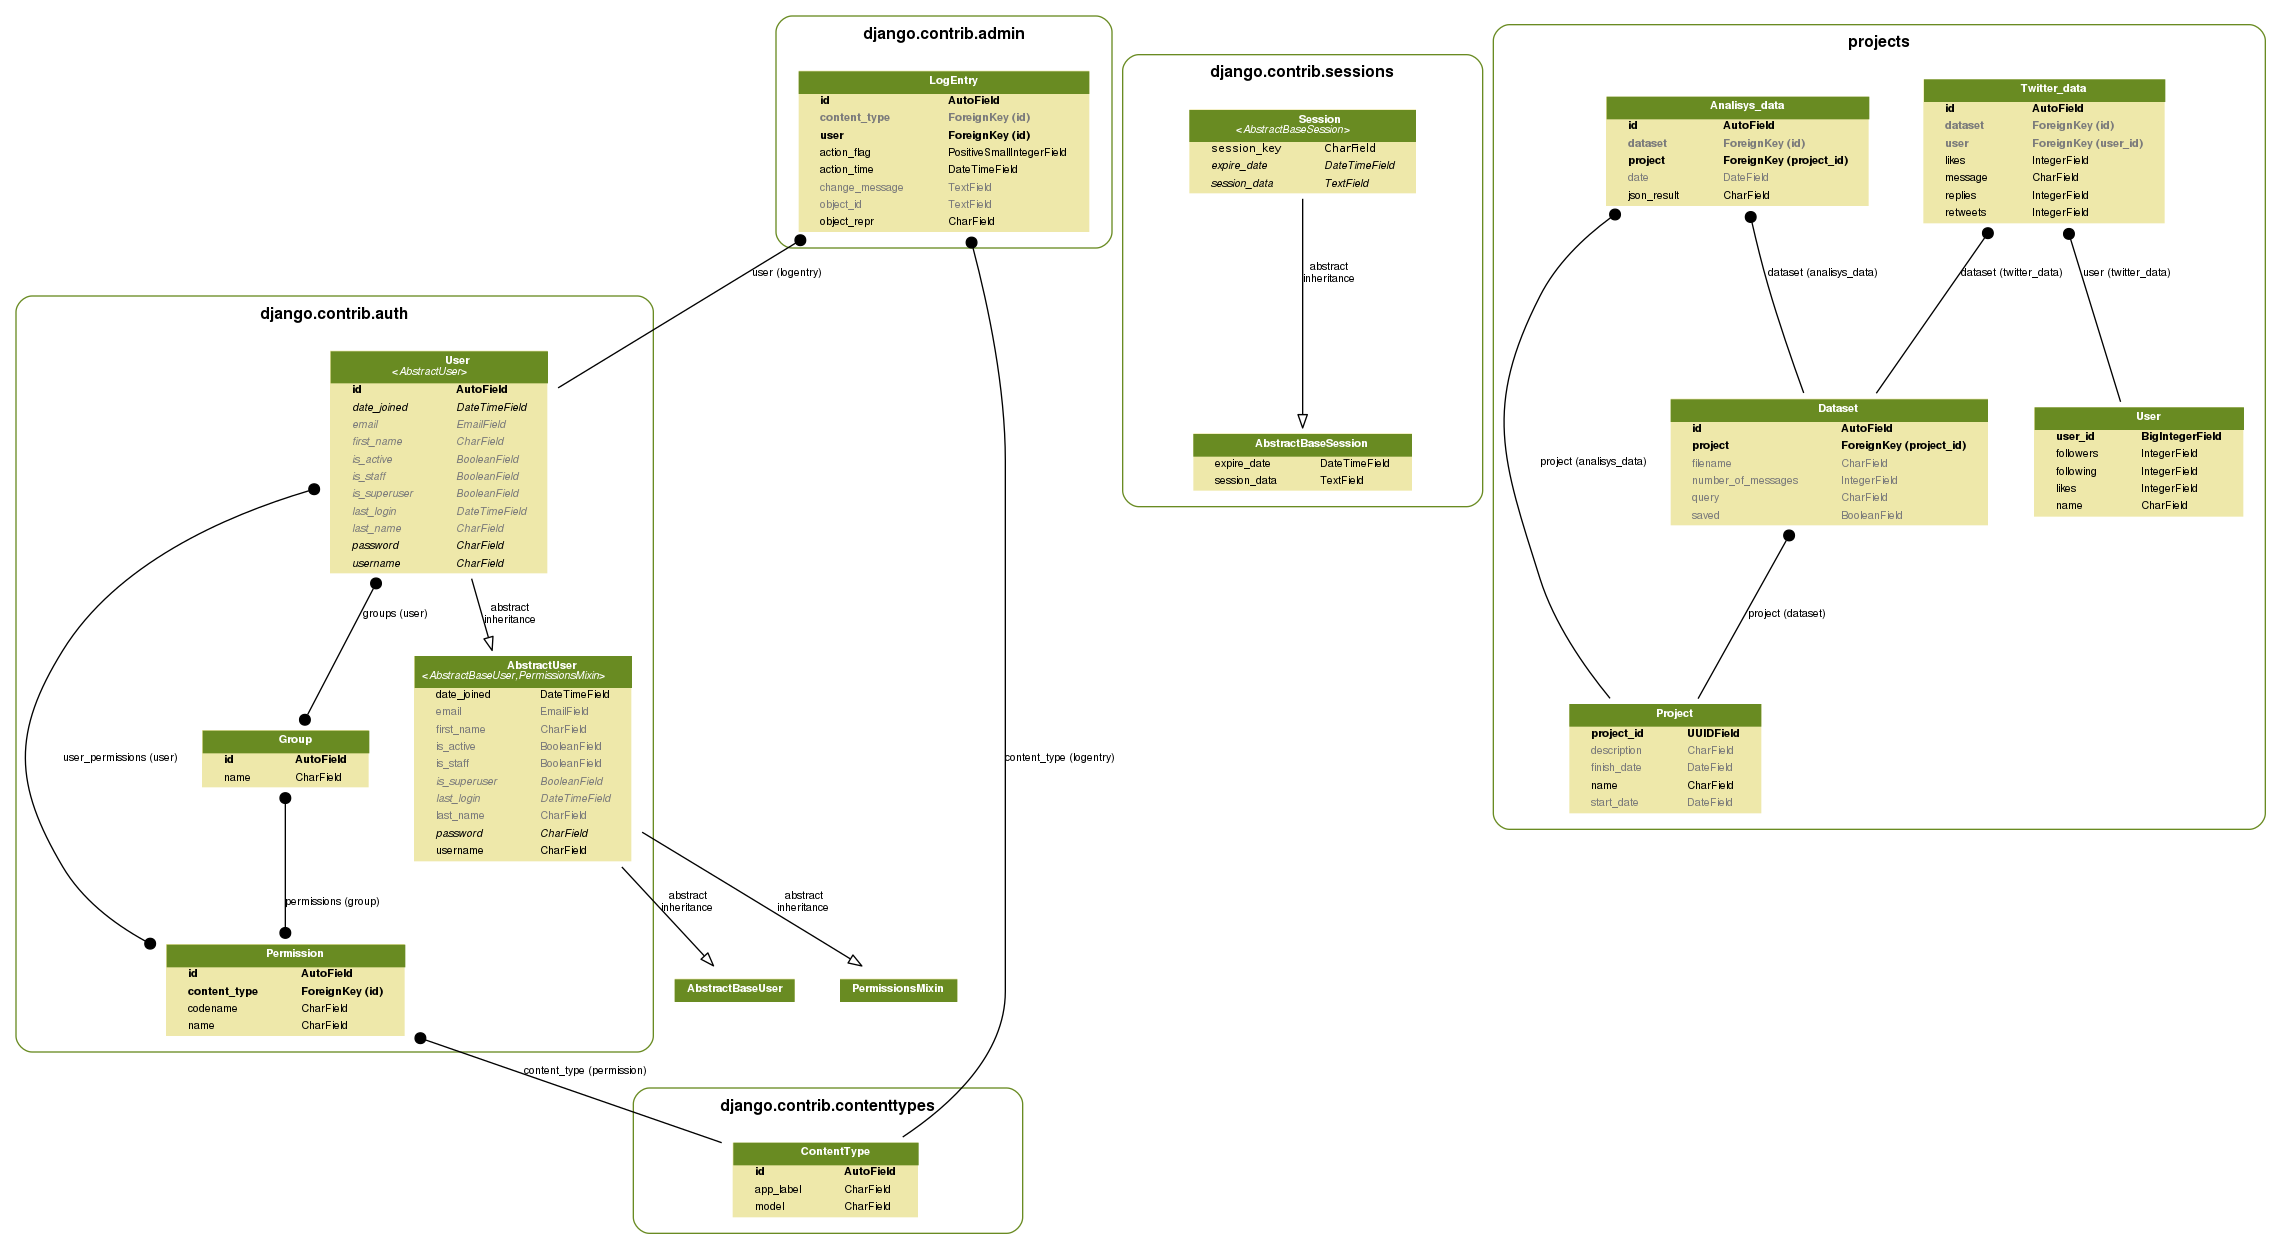 django.contrib.admin
LogEntry
id AutoField
content_type ForeignKey (id)
user ForeignKey (id)
action_flag PositiveSmallIntegerField
action_time DateTimeField
change_message TextField
object_id TextField
object_repr CharField
user (logentry)
content_type (logentry)
django.contrib.auth
User
<AbstractUser>
id AutoField
date_joined DateTimeField
email EmailField
first_name CharField
is_active BooleanField
is_staff BooleanField
is_superuser BooleanField
last_login DateTimeField
last_name CharField
password CharField
username CharField
groups (user)
abstract
inheritance
user_permissions (user)
AbstractUser
<AbstractBaseUser,PermissionsMixin>
date_joined DateTimeField
email EmailField
first_name CharField
is_active BooleanField
is_staff BooleanField
is_superuser BooleanField
last_login DateTimeField
last_name CharField
password CharField
username CharField
Group
id AutoField
name CharField
permissions (group)
abstract
inheritance
abstract
inheritance
Permission
id AutoField
content_type ForeignKey (id)
codename CharField
name CharField
AbstractBaseUser
PermissionsMixin
content_type (permission)
django.contrib.contenttypes
ContentType
id AutoField
app_label CharField
model CharField
django.contrib.sessions
Session
<AbstractBaseSession>
session_key CharField
expire_date DateTimeField
session_data TextField
abstract
inheritance
AbstractBaseSession
expire_date DateTimeField
session_data TextField
projects
Analisys_data
id AutoField
dataset ForeignKey (id)
project ForeignKey (project_id)
date DateField
json_result CharField
Twitter_data
id AutoField
dataset ForeignKey (id)
user ForeignKey (user_id)
likes IntegerField
message CharField
replies IntegerField
retweets IntegerField
dataset (analisys_data)
dataset (twitter_data)
user (twitter_data)
project (analisys_data)
Dataset
id AutoField
project ForeignKey (project_id)
filename CharField
number_of_messages IntegerField
query CharField
saved BooleanField
User
user_id BigIntegerField
followers IntegerField
following IntegerField
likes IntegerField
name CharField
project (dataset)
Project
project_id UUIDField
description CharField
finish_date DateField
name CharField
start_date DateField